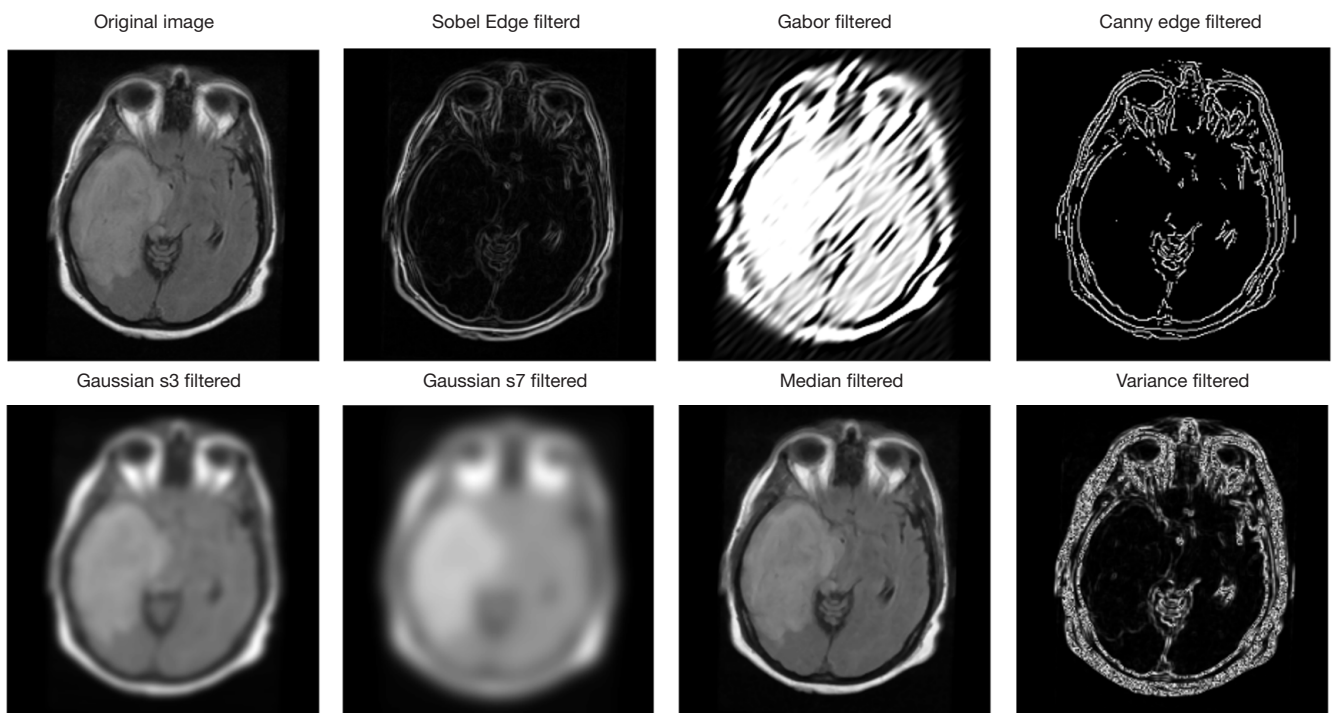 Original image
Sobel Edge filterd
Gabor filtered
Canny edge filtered
Gaussian s3 filtered
Gaussian s7 filtered
Median filtered
Variance filtered